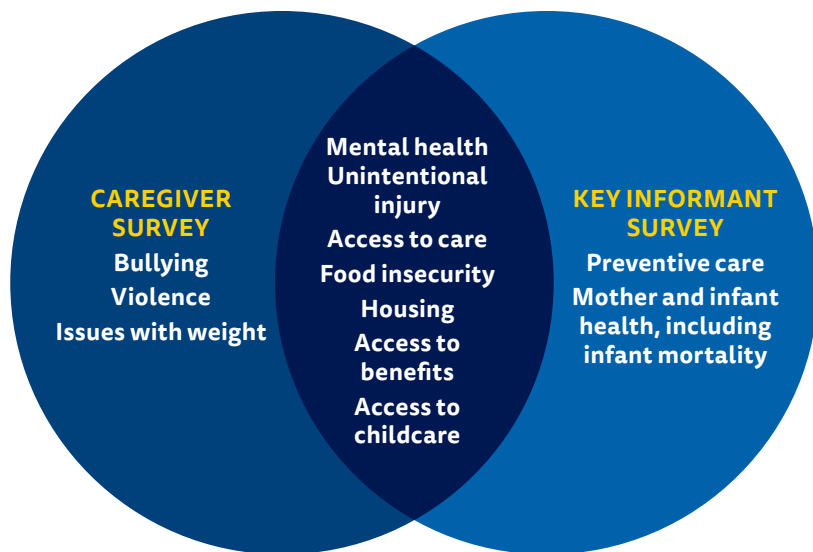 CAREGIVER
SURVEY
Bullying
Violence
Issues with weight
Mental health
Unintentional
injury
Access to care
Food insecurity
Housing
Access to
benefits
Access to
childcare
KEY INFORMANT
SURVEY
Preventive care
Mother and infant
health, including
infant mortality